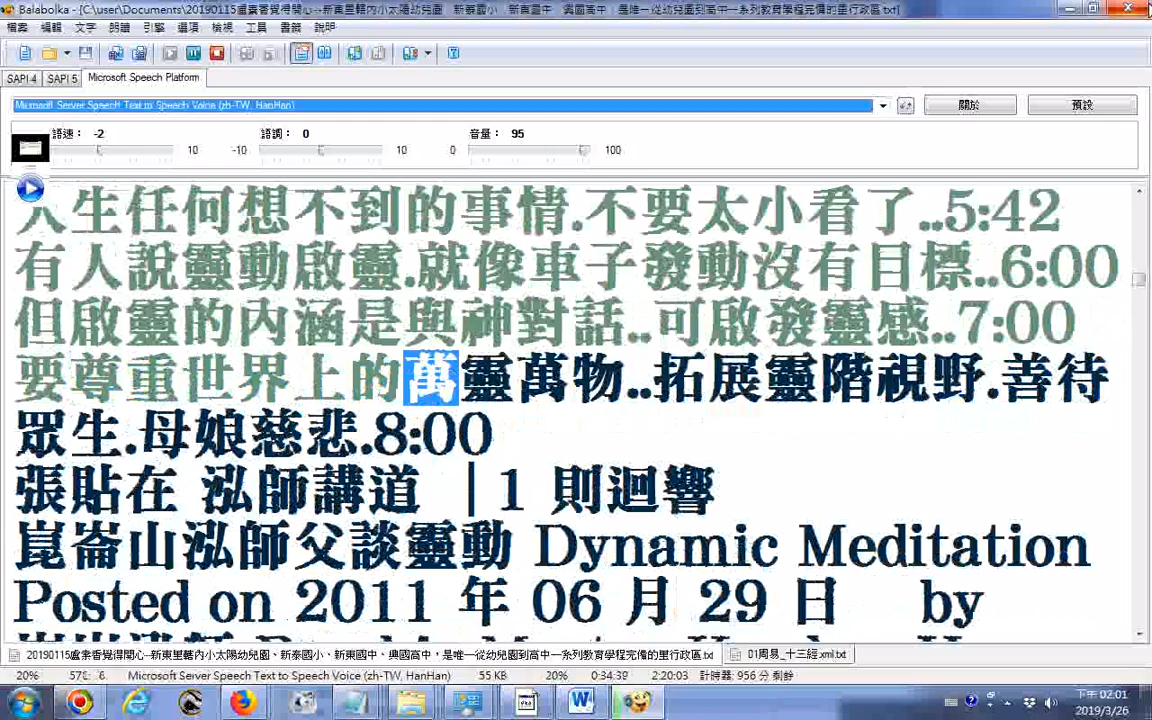 Balabolka - [C:\user\Documents\20190115盧素香覺得開心--新東里轄內小太陽幼兒園、新泰國小、新東國中、興國高中，是唯一從幼兒園到高中一系列教育學程完備的里行政區.txt]
檔案 編輯 文字 朗讀 引擎 選項 檢視 工具 書籤 說明
SAPI 4 SAPI 5 Microsoft Speech Platform
Microsoft Server Speech Text to Speech Voice (zh-TW, HanHan) 關於 預設
語速： -2 語調： 0 音量： 95
10 -10 10 0 100
人生任何想不到的事情.不要太小看了..5:42
有人說靈動啟靈.就像車子發動沒有目標..6:00
但啟靈的內涵是與神對話..可啟發靈感..7:00
要尊重世界上的萬靈萬物..拓展靈階視野.善待
眾生.母娘慈悲.8:00
張貼在 泓師講道 | 1 則迴響
崑崙山泓師父談靈動 Dynamic Meditation
Posted on 2011 年 06 月 29 日 by
20190115盧素香覺得開心--新東里轄內小太陽幼兒園、新泰國小、新東國中、興國高中，是唯一從幼兒園到高中一系列教育學程完備的里行政區.txt 01周易_十三經.xml.txt
20% Microsoft Server Speech Text to Speech Voice (zh-TW, HanHan) 55 KB 20% 0:34:39 2:20:03 計時器: 956 分 剩餘
下午 02:01
2019/3/26